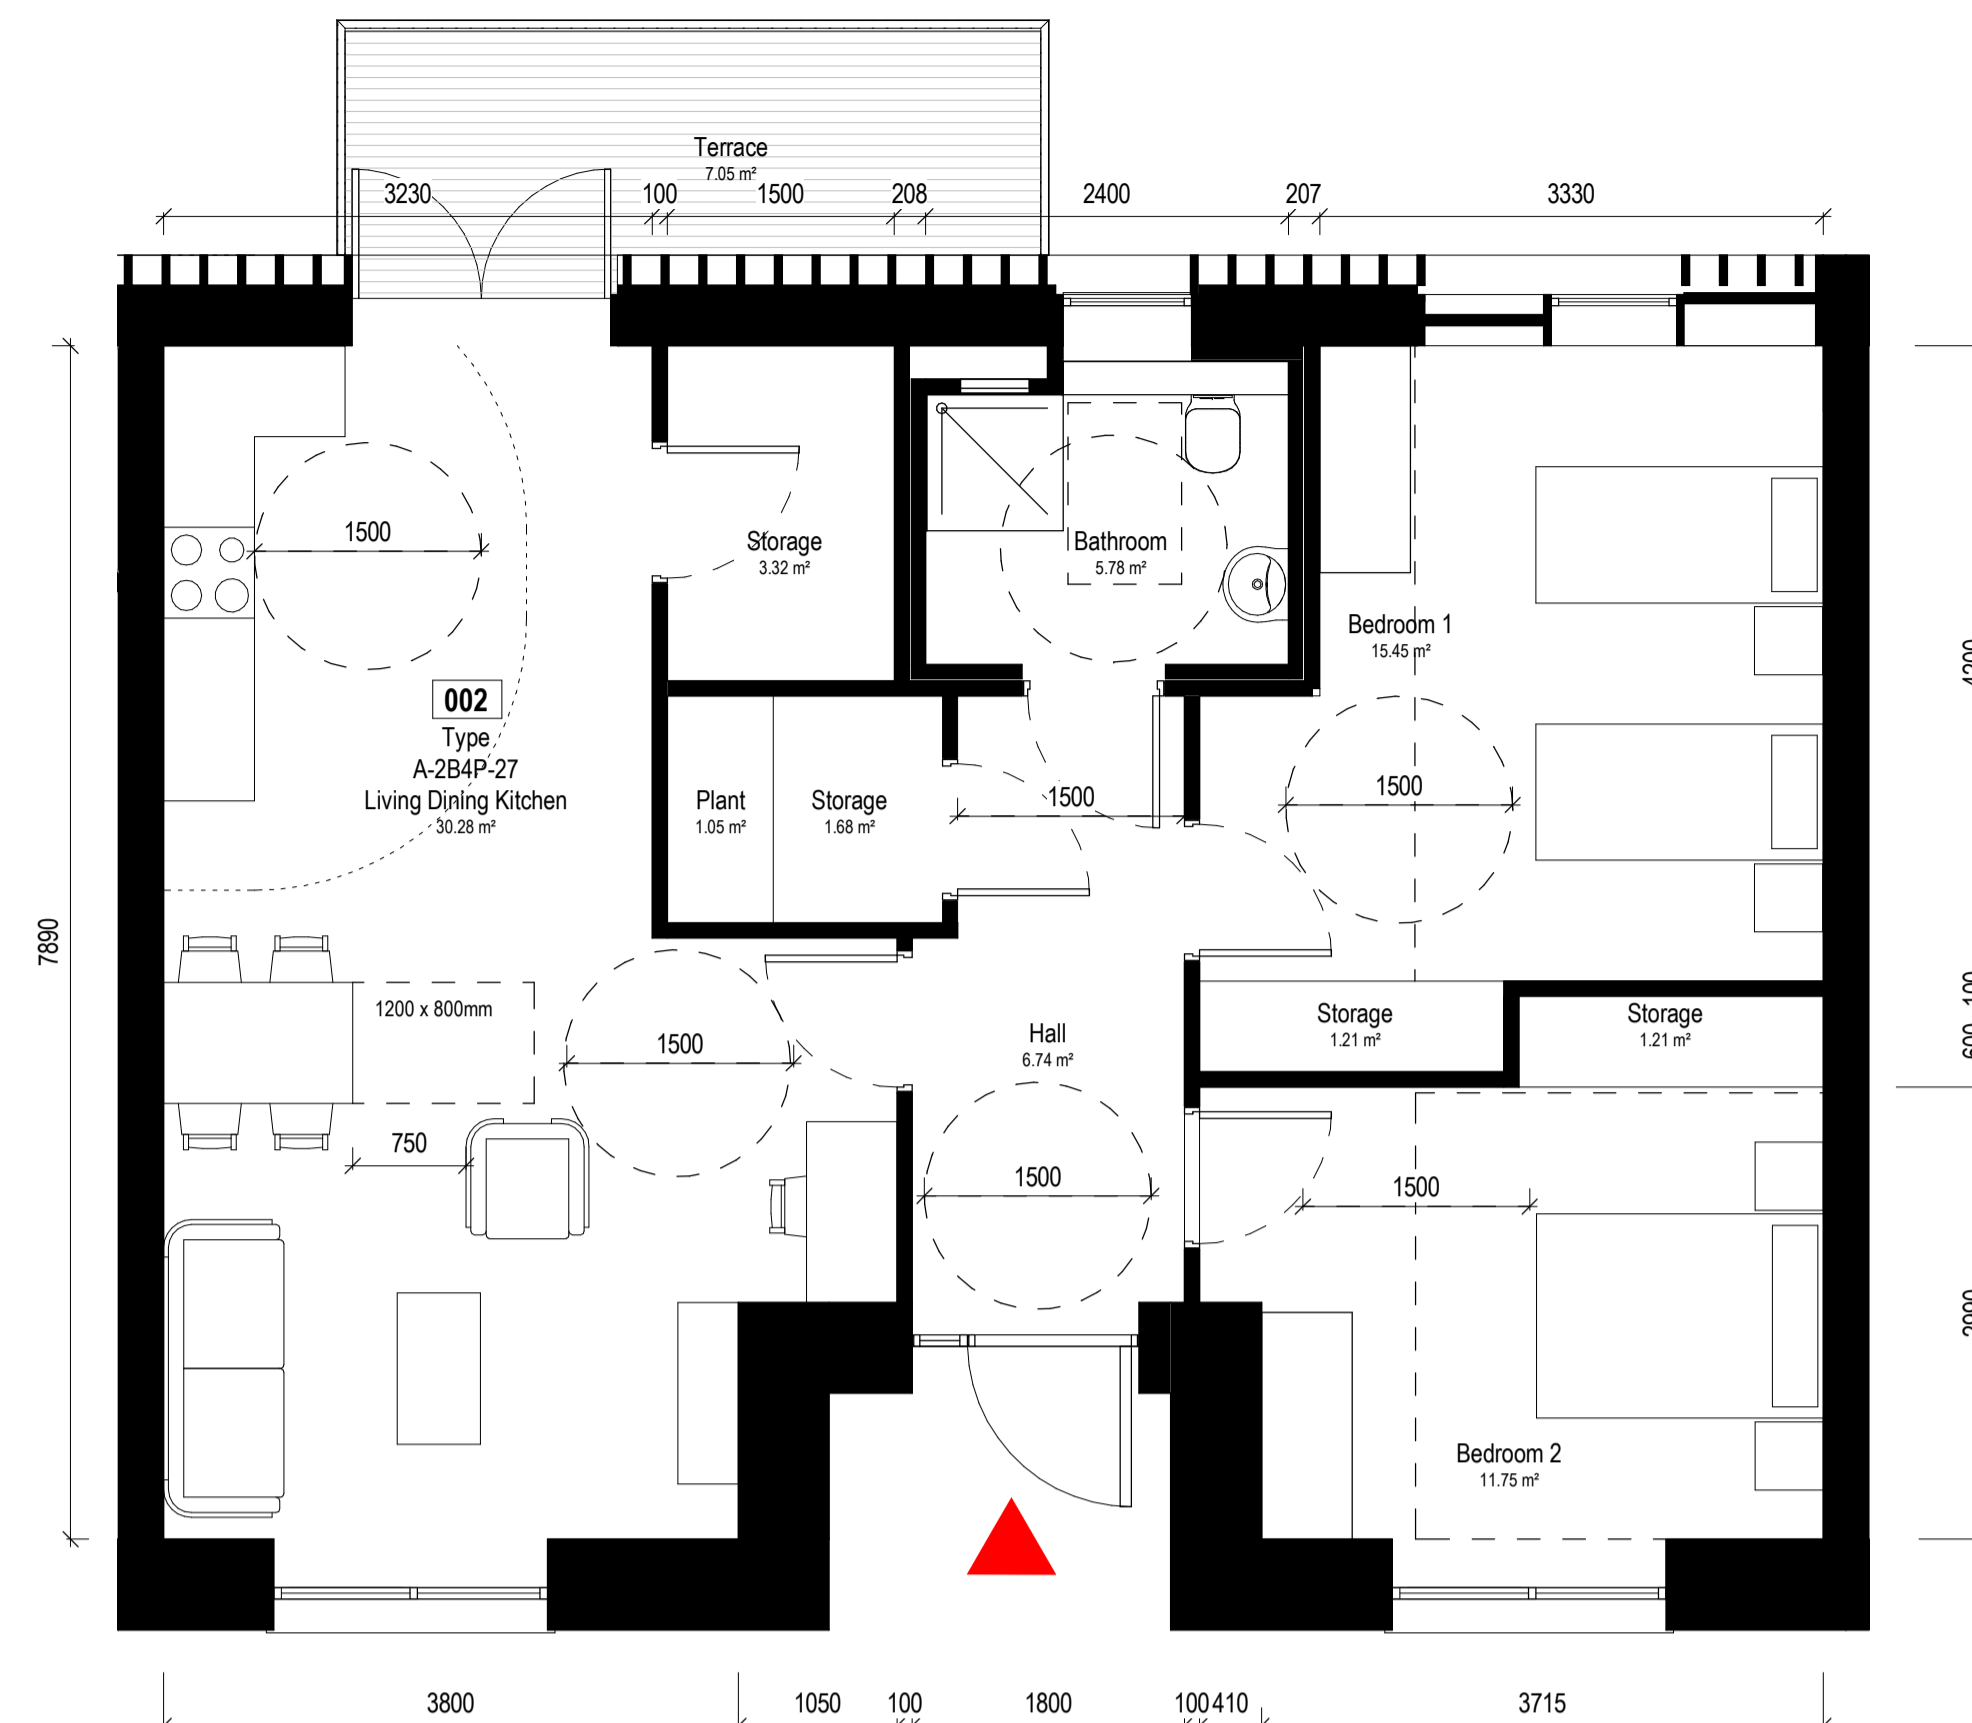 Terrace
7.05 m²
3230 100 1500 208 2400 207 3330
1500
Storage
3.32 m²
Bathroom
5.78 m²
Bedroom 1
15.45 m²
4200
002
Type
A-2B4P-27
Living Dining Kitchen
30.28 m²
Plant
1.05 m²
Storage
1.68 m²
1500
1500
7890
1200 x 800mm
1500
Hall
6.74 m²
Storage
1.21 m²
Storage
1.21 m²
100
600
750
1500
1500
Bedroom 2
11.75 m²
3800 1050 100 1800 100 410 3715